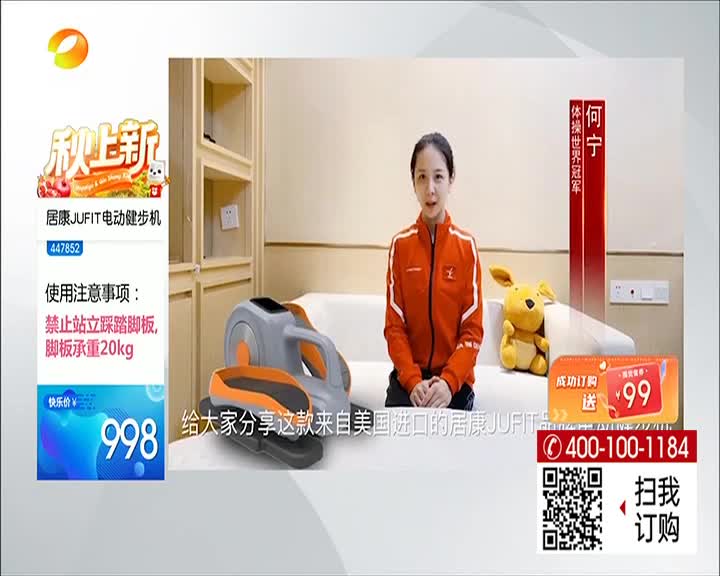 秋上新
居康JUFIT电动健步机
447852
使用注意事项：
禁止站立踩踏脚板，
脚板承重20kg
快乐价¥
998
何宁
体操世界冠军
成功订购
送
¥99
给大家分享这款来自美国进口的居康JUFIT
400-100-1184
扫我
订购